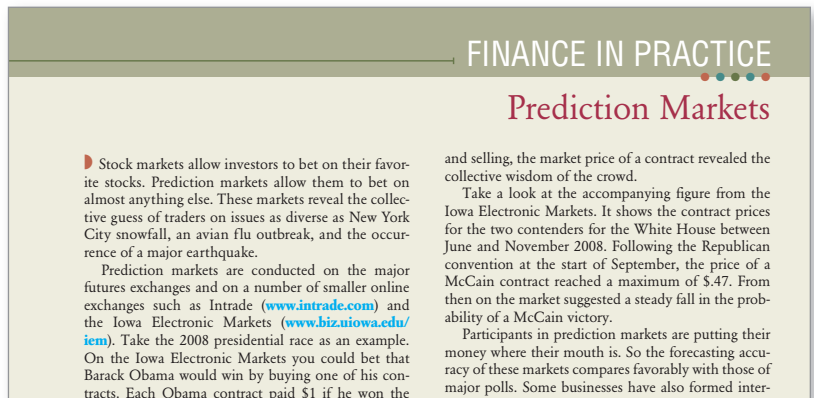 FINANCE IN PRACTICE
Prediction Markets
Stock markets allow investors to bet on their favor-
ite stocks. Prediction markets allow them to bet on
almost anything else. These markets reveal the collec-
tive guess of traders on issues as diverse as New York
City snowfall, an avian flu outbreak, and the occur-
rence of a major earthquake.
Prediction markets are conducted on the major
futures exchanges and on a number of smaller online
exchanges such as Intrade (www.intrade.com) and
the Iowa Electronic Markets (www.biz.uiowa.edu/
iem). Take the 2008 presidential race as an example.
On the Iowa Electronic Markets you could bet that
Barack Obama would win by buying one of his con-
tracts. Each Obama contract paid $1 if he won the
and selling, the market price of a contract revealed the
collective wisdom of the crowd.
Take a look at the accompanying figure from the
Iowa Electronic Markets. It shows the contract prices
for the two contenders for the White House between
June and November 2008. Following the Republican
convention at the start of September, the price of a
McCain contract reached a maximum of $.47. From
then on the market suggested a steady fall in the prob-
ability of a McCain victory.
Participants in prediction markets are putting their
money where their mouth is. So the forecasting accu-
racy of these markets compares favorably with those of
major polls. Some businesses have also formed inter-